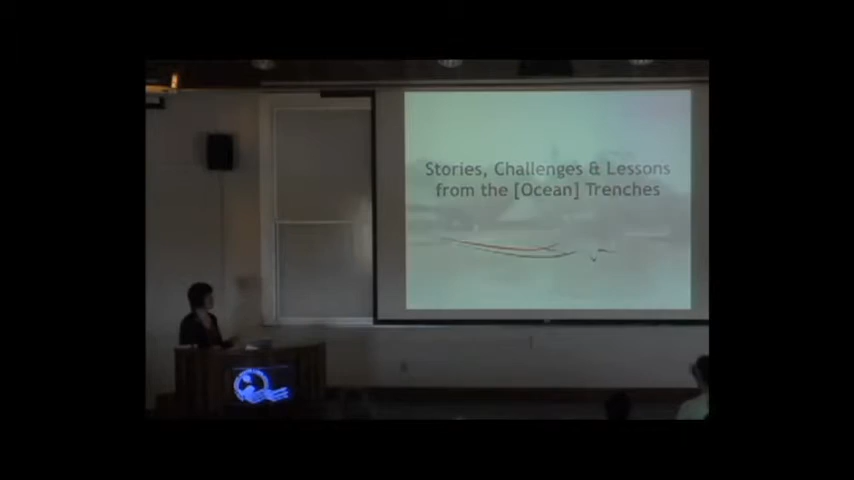 Stories, Challenges & Lessons
from the [Ocean] Trenches